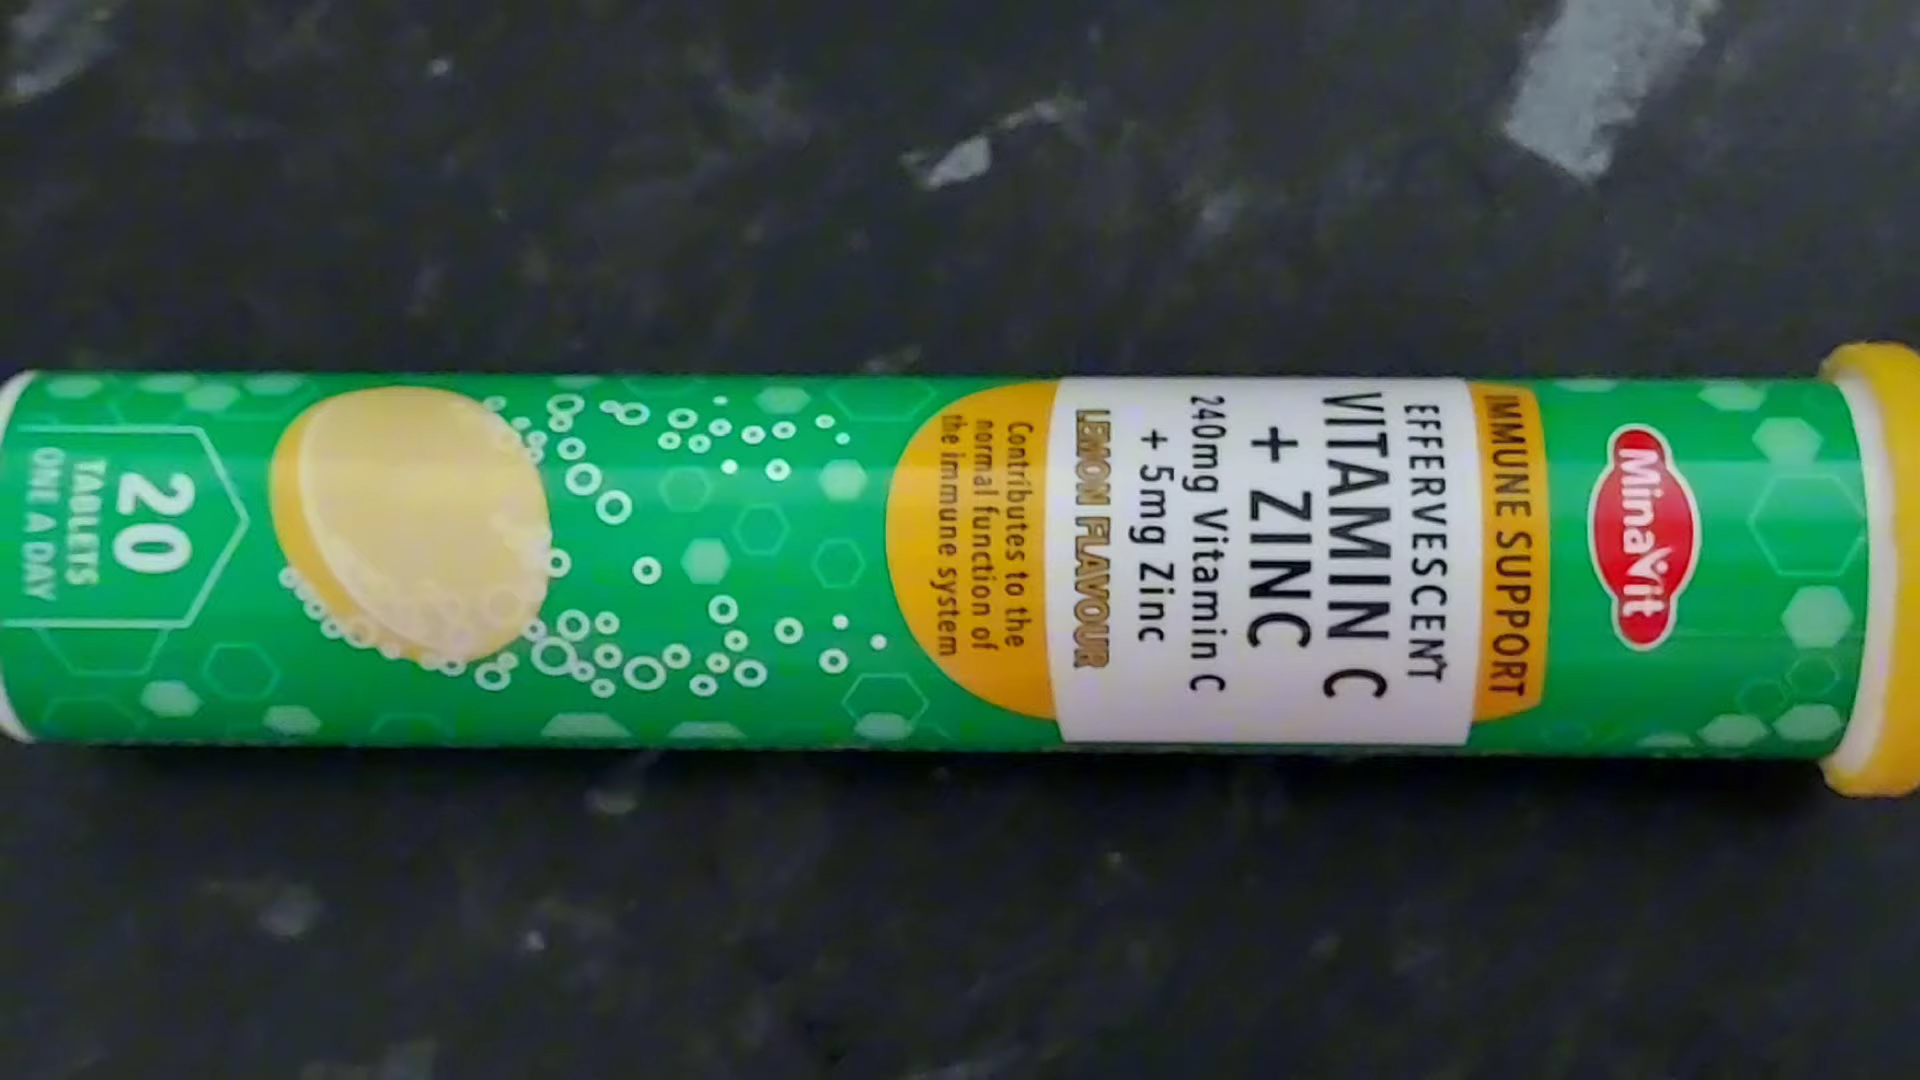 MinaVit
IMMUNE SUPPORT
EFFERVESCENT
VITAMIN C
+ ZINC
240mg Vitamin C
+ 5mg Zinc
LEMON FLAVOUR
Contributes to the
normal function of
the immune system
20
TABLETS
ONE A DAY